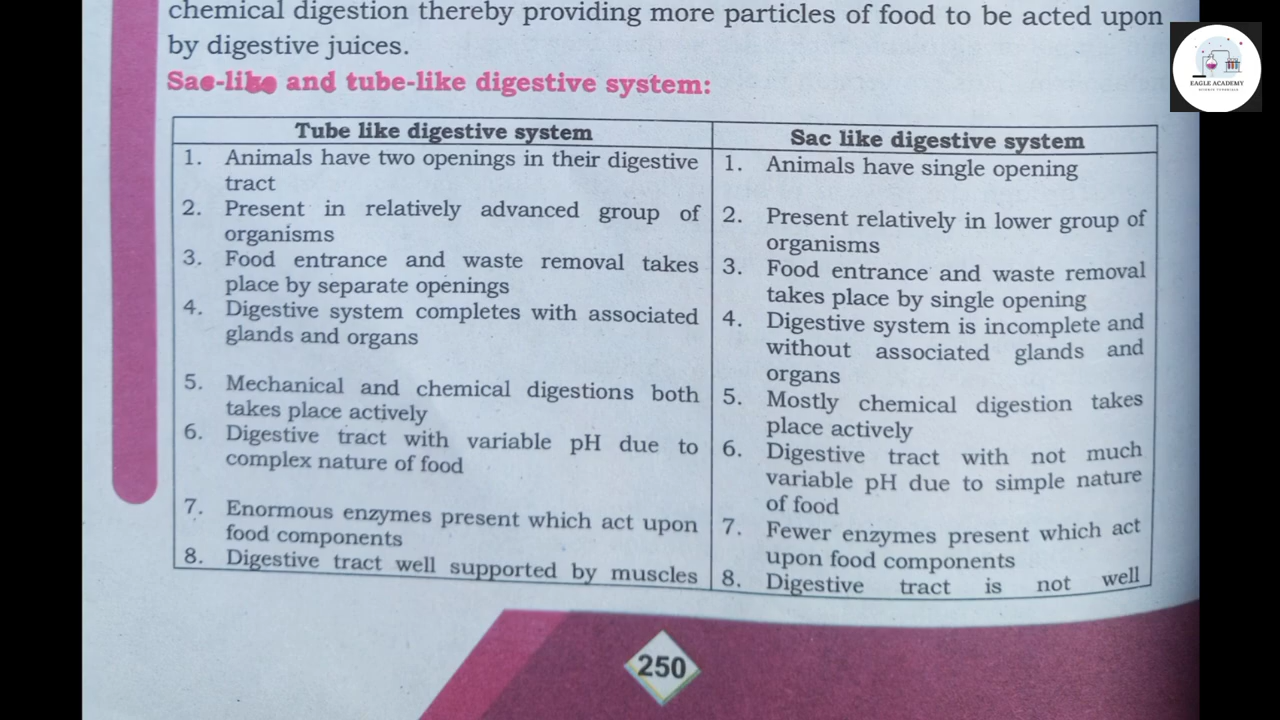 chemical digestion thereby providing more particles of food to be acted upon
by digestive juices.
Sac-like and tube-like digestive system:
Tube like digestive system
1. Animals have two openings in their digestive
tract
2. Present in relatively advanced group of
organisms
3. Food entrance and waste removal takes
place by separate openings
4. Digestive system completes with associated
glands and organs
5. Mechanical and chemical digestions both
takes place actively
6. Digestive tract with variable pH due to
complex nature of food
7. Enormous enzymes present which act upon
food components
8. Digestive tract well supported by muscles
Sac like digestive system
1. Animals have single opening
2. Present relatively in lower group of
organisms
3. Food entrance and waste removal
takes place by single opening
4. Digestive system is incomplete and
without associated glands and
organs
5. Mostly chemical digestion takes
place actively
6. Digestive tract with not much
variable pH due to simple nature
of food
7. Fewer enzymes present which act
upon food components
8. Digestive tract is not well
250
EAGLE ACADEMY